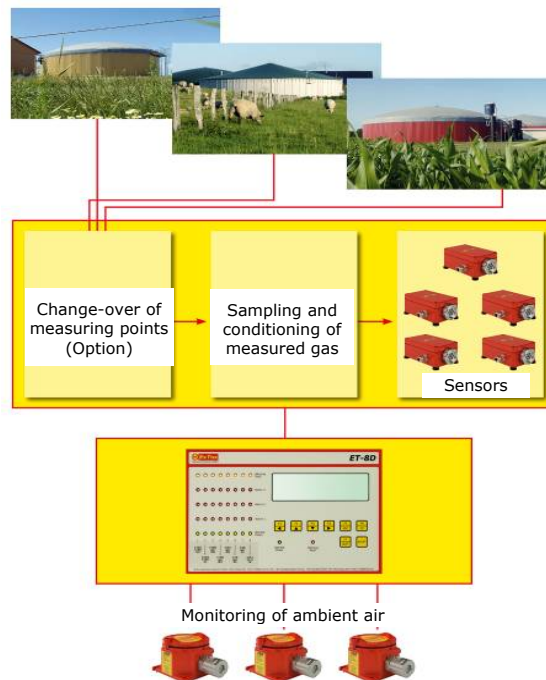 Change-over of
measuring points
(Option)
Sampling and
conditioning of
measured gas
Sensors
ET-8D
Monitoring of ambient air